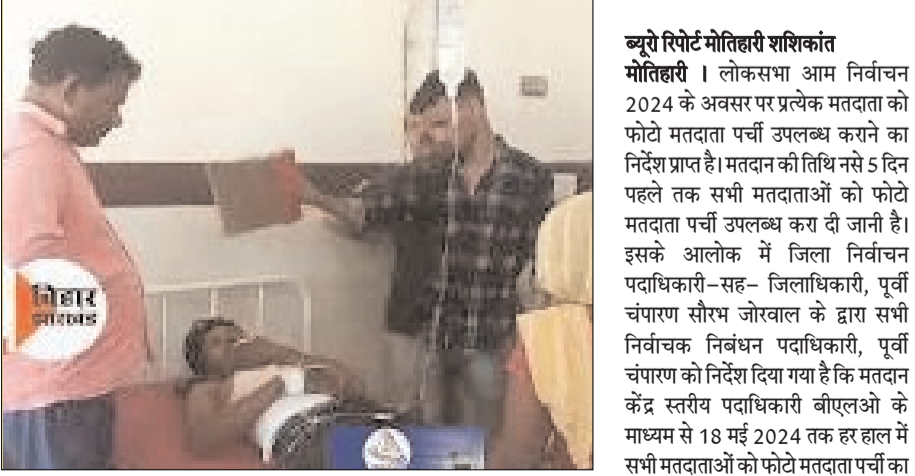 ब्यूरो रिपोर्ट मोतिहारी शशिकांत
मोतिहारी । लोकसभा आम निर्वाचन
2024 के अवसर पर प्रत्येक मतदाता को
फोटो मतदाता पर्ची उपलब्ध कराने का
निर्देश प्राप्त है। मतदान की तिथि नसे 5 दिन
पहले तक सभी मतदाताओं को फोटो
मतदाता पर्ची उपलब्ध करा दी जानी है।
इसके आलोक में जिला निर्वाचन
पदाधिकारी-सह- जिलाधिकारी, पूर्वी
चंपारण सौरभ जोरवाल के द्वारा सभी
निर्वाचक निबंधन पदाधिकारी, पूर्वी
चंपारण को निर्देश दिया गया है कि मतदान
केंद्र स्तरीय पदाधिकारी बीएलओ के
माध्यम से 18 मई 2024 तक हर हाल में
सभी मतदाताओं को फोटो मतदाता पर्ची का
बिहार
झारखंड